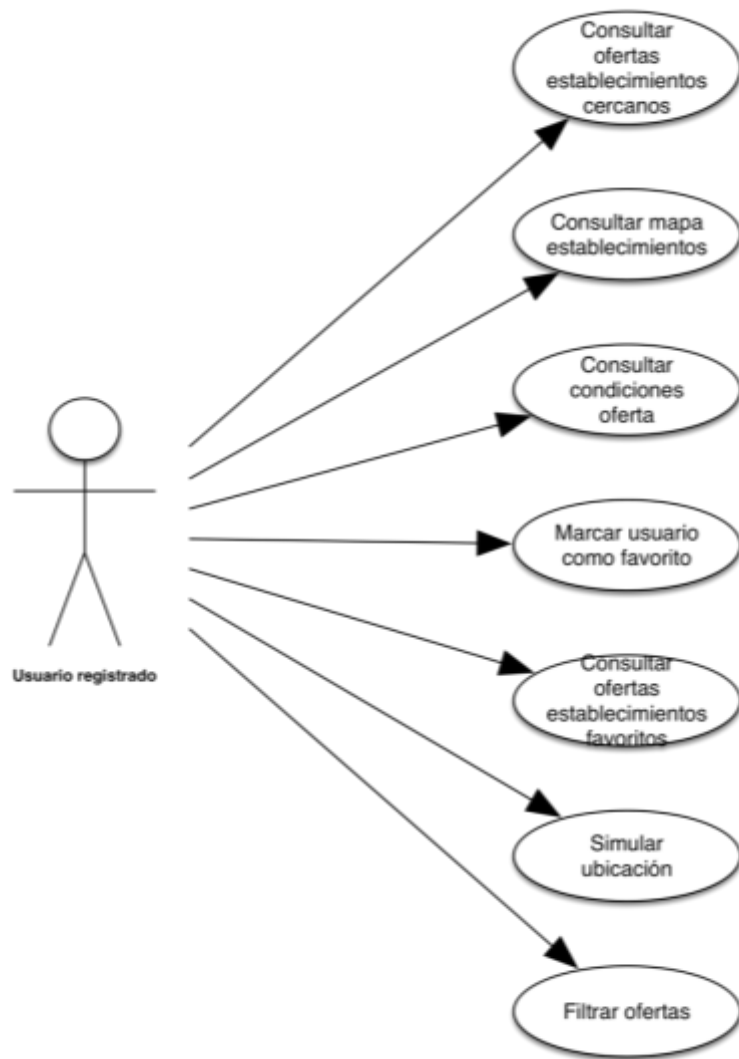 Consultar
ofertas
establecimientos
cercanos
Consultar mapa
establecimientos
Consultar
condiciones
oferta
Marcar usuario
como favorito
Usuario registrado
Consultar
ofertas
establecimientos
favoritos
Simular
ubicación
Filtrar ofertas